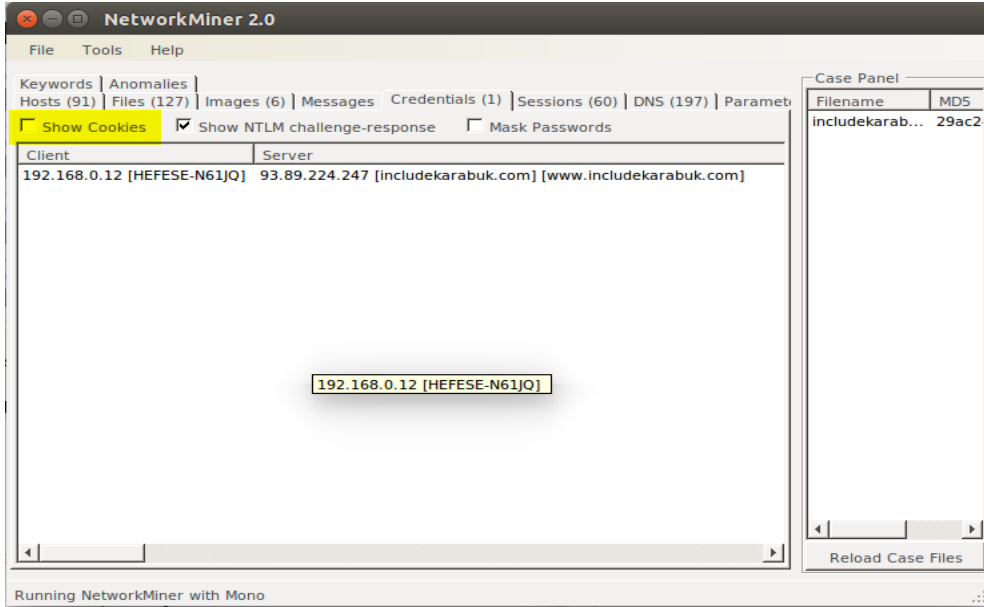 NetworkMiner 2.0
File Tools Help
Keywords Anomalies
Hosts (91) Files (127) Images (6) Messages Credentials (1) Sessions (60) DNS (197) Paramet
Show Cookies Show NTLM challenge-response Mask Passwords
Client Server
192.168.0.12 [HEFESE-N61JQ] 93.89.224.247 [includekarabuk.com] [www.includekarabuk.com]
192.168.0.12 [HEFESE-N61JQ]
Case Panel
Filename MD5
includekarab... 29ac2
Reload Case Files
Running NetworkMiner with Mono